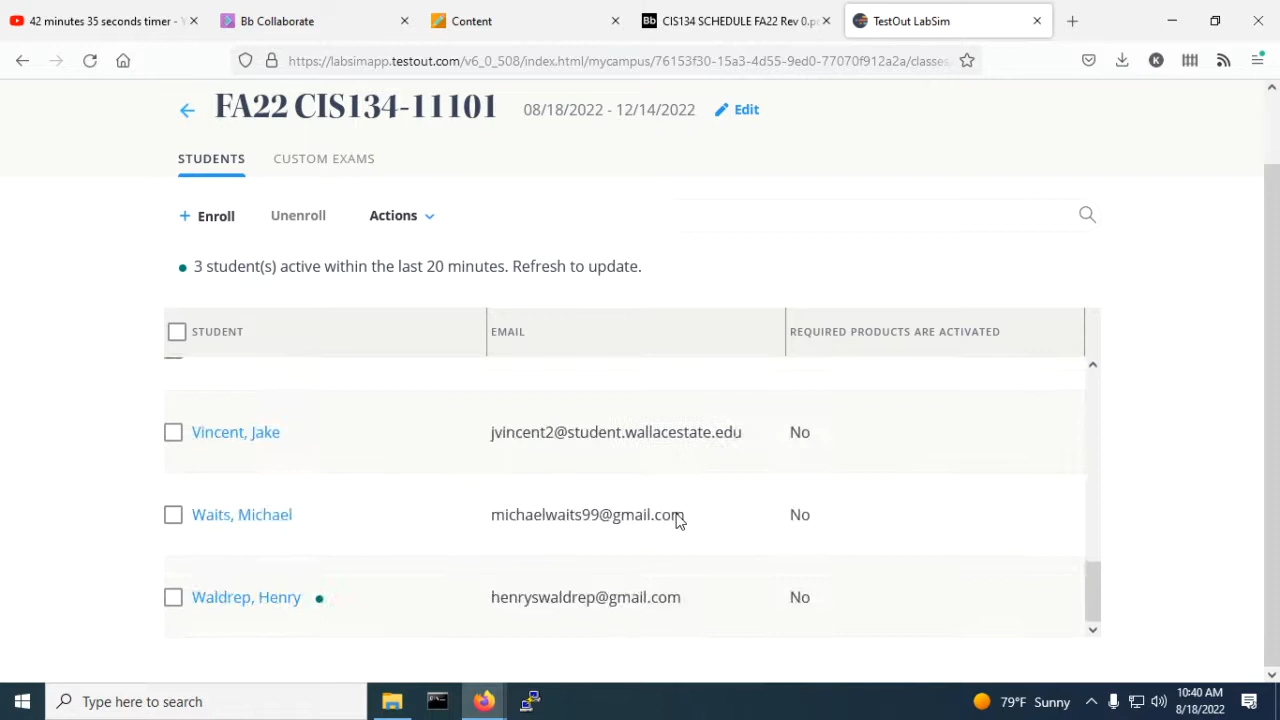 42 minutes 35 seconds timer - Y
Bb Collaborate
Content
Bb CIS134 SCHEDULE FA22 Rev 0.pd
TestOut LabSim
https://labsimapp.testout.com/v6_0_508/index.html/mycampus/76153f30-15a3-4d55-9ed0-77070f912a2a/classes/
K
FA22 CIS134-11101
08/18/2022 - 12/14/2022
Edit
STUDENTS
CUSTOM EXAMS
+ Enroll
Unenroll
Actions
3 student(s) active within the last 20 minutes. Refresh to update.
STUDENT
EMAIL
REQUIRED PRODUCTS ARE ACTIVATED
Vincent, Jake
jvincent2@student.wallacestate.edu
No
Waits, Michael
michaelwaits99@gmail.com
No
Waldrep, Henry
henryswaldrep@gmail.com
No
Type here to search
79°F Sunny
10:40 AM
8/18/2022